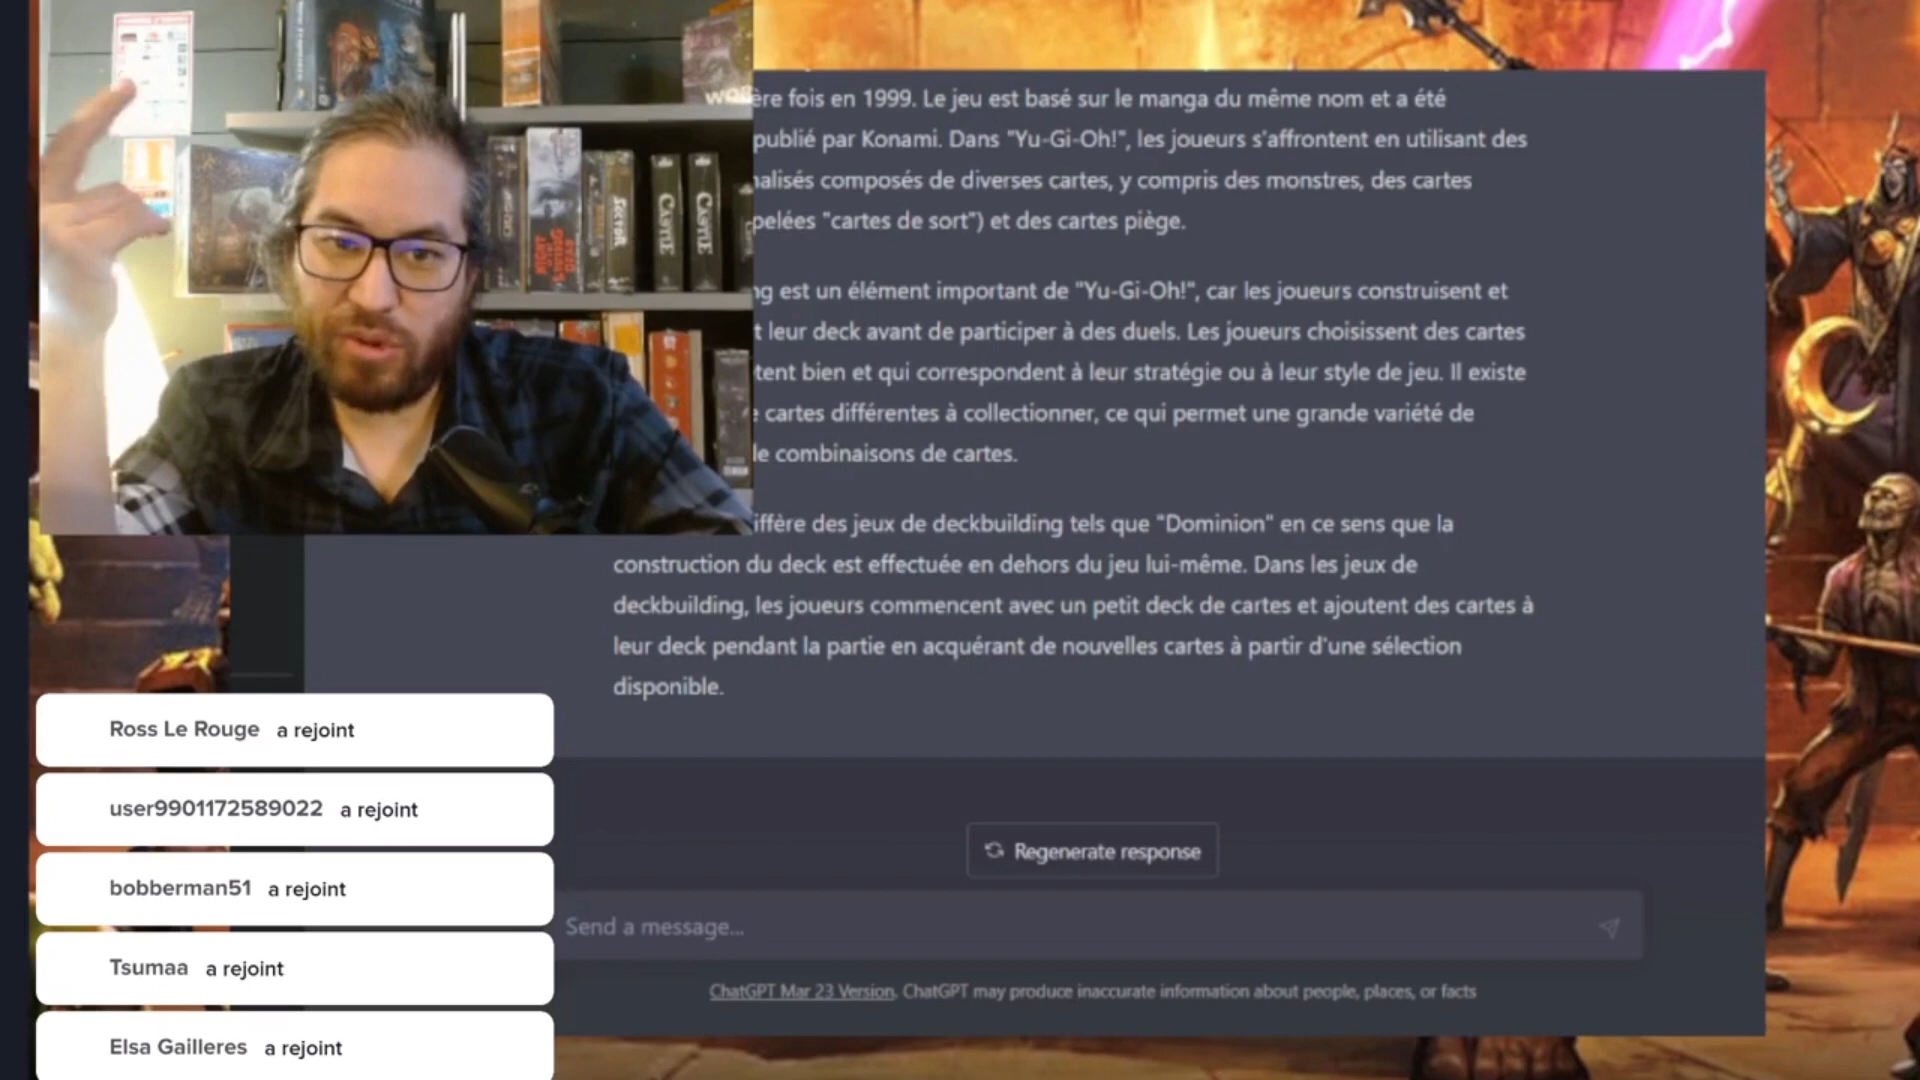 ère fois en 1999. Le jeu est basé sur le manga du même nom et a été
publié par Konami. Dans "Yu-Gi-Oh!", les joueurs s'affrontent en utilisant des
nalisés composés de diverses cartes, y compris des monstres, des cartes
pelées "cartes de sort") et des cartes piège.
ng est un élément important de "Yu-Gi-Oh!", car les joueurs construisent et
t leur deck avant de participer à des duels. Les joueurs choisissent des cartes
tent bien et qui correspondent à leur stratégie ou à leur style de jeu. Il existe
e cartes différentes à collectionner, ce qui permet une grande variété de
le combinaisons de cartes.
iffère des jeux de deckbuilding tels que "Dominion" en ce sens que la
construction du deck est effectuée en dehors du jeu lui-même. Dans les jeux de
deckbuilding, les joueurs commencent avec un petit deck de cartes et ajoutent des cartes à
leur deck pendant la partie en acquérant de nouvelles cartes à partir d'une sélection
disponible.
SECTOR
CASTLE
CASTLE
NIGHT
OF THE
LIVING
DEAD
Ross Le Rouge a rejoint
user9901172589022 a rejoint
bobberman51 a rejoint
Tsumaa a rejoint
Elsa Gailleres a rejoint
Regenerate response
Send a message...
ChatGPT Mar 23 Version. ChatGPT may produce inaccurate information about people, places, or facts